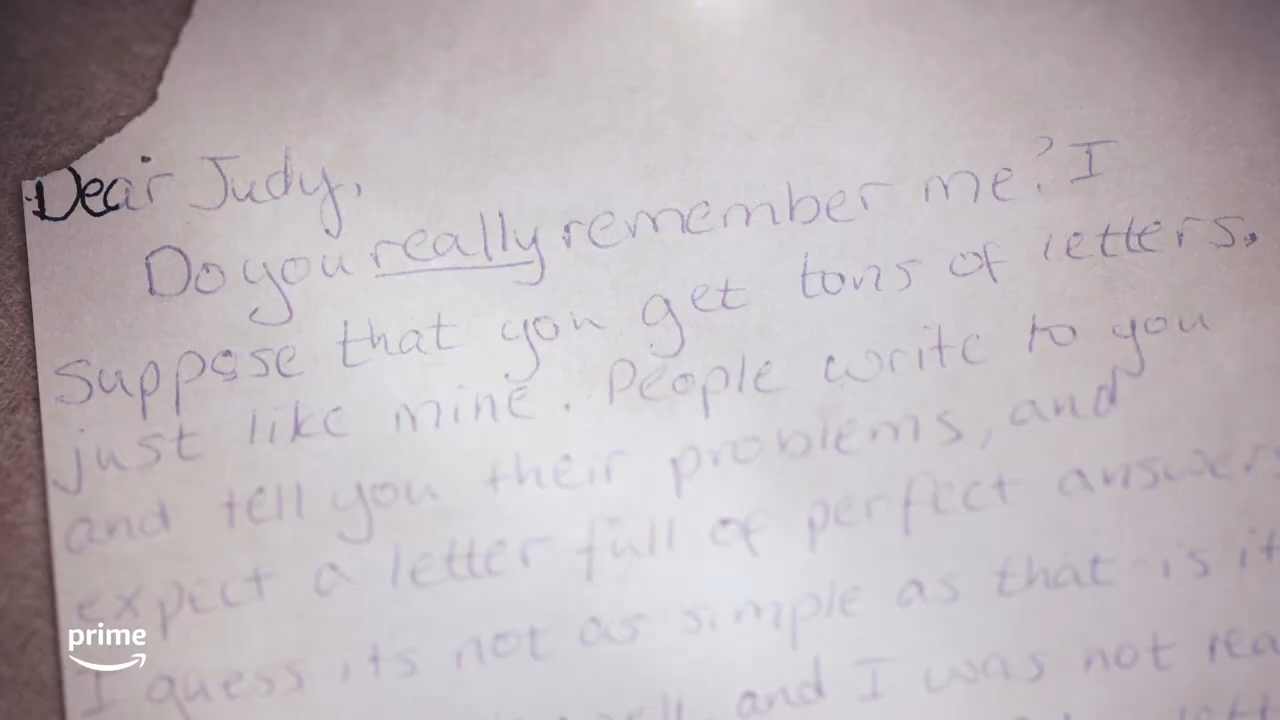 Dear Judy,
Do you really remember me? I
suppose that you get tons of letters,
just like mine. People write to you
and tell you their problems, and
expect a letter full of perfect answers
I guess its not as simple as that - is it
and I was not
prime